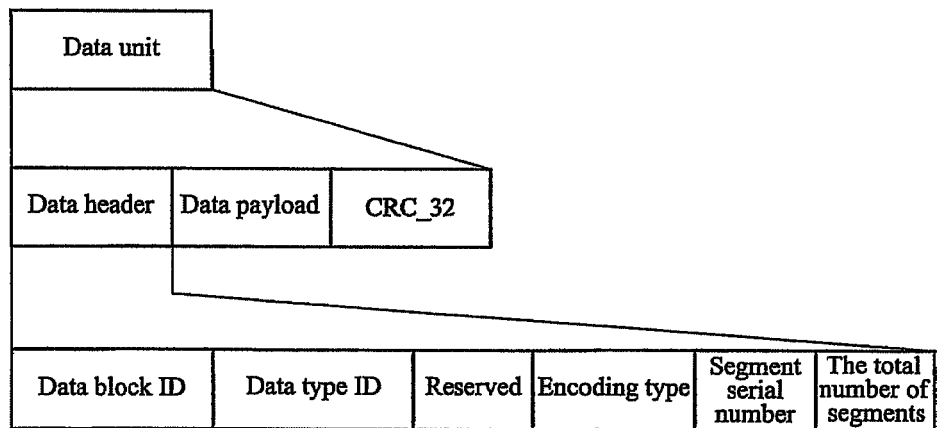 Data unit
Data header Data payload CRC_32
Data block ID Data type ID Reserved Encoding type Segment serial number The total number of segments